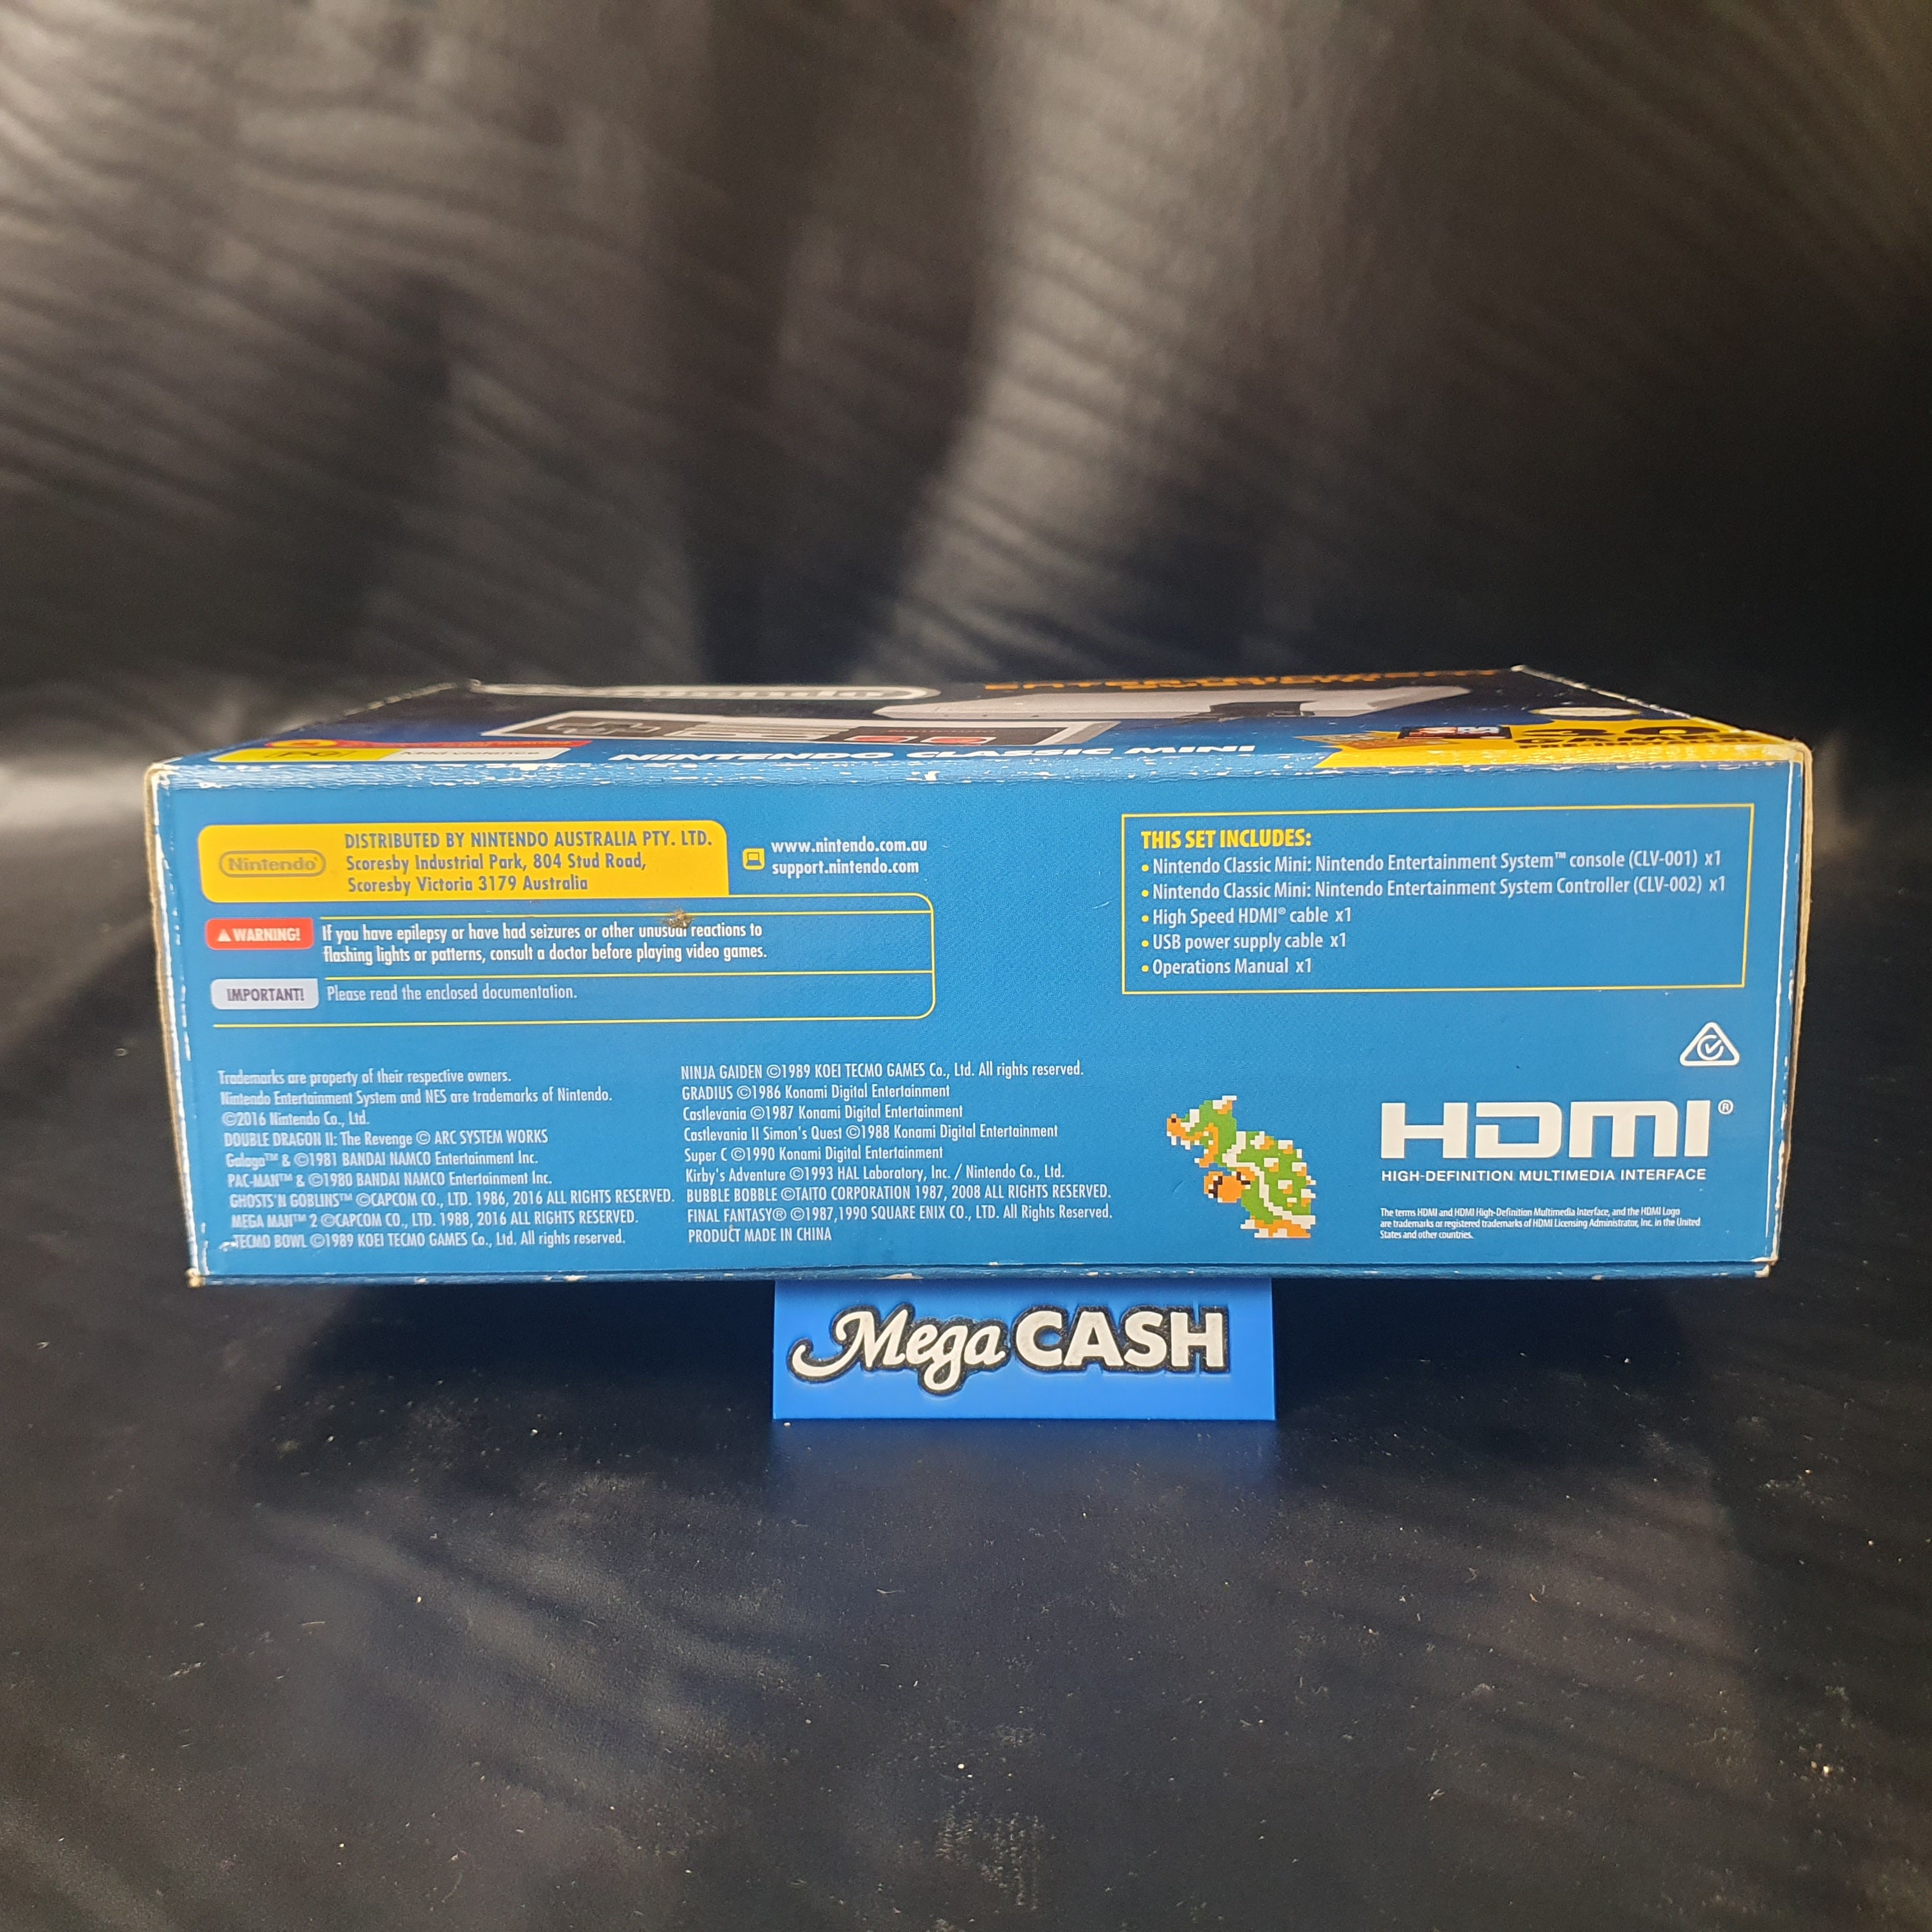 Mild violence
NINTENDO CLASSIC MINI
DISTRIBUTED BY NINTENDO AUSTRALIA PTY. LTD.
Nintendo®
Scoresby Industrial Park, 804 Stud Road,
Scoresby Victoria 3179 Australia
www.nintendo.com.au
support.nintendo.com
WARNING!
If you have epilepsy or have had seizures or other unusual reactions to
flashing lights or patterns, consult a doctor before playing video games.
IMPORTANT!
Please read the enclosed documentation.
THIS SET INCLUDES:
• Nintendo Classic Mini: Nintendo Entertainment System™ console (CLV-001) x1
• Nintendo Classic Mini: Nintendo Entertainment System Controller (CLV-002) x1
• High Speed HDMI® cable x1
• USB power supply cable x1
• Operations Manual x1
Trademarks are property of their respective owners.
Nintendo Entertainment System and NES are trademarks of Nintendo.
©2016 Nintendo Co., Ltd.
DOUBLE DRAGON II: The Revenge © ARC SYSTEM WORKS
Galaga™ & ©1981 BANDAI NAMCO Entertainment Inc.
PAC-MAN™ & ©1980 BANDAI NAMCO Entertainment Inc.
GHOSTS'N GOBLINS™ ©CAPCOM CO., LTD. 1986, 2016 ALL RIGHTS RESERVED.
MEGA MAN™ 2 ©CAPCOM CO., LTD. 1988, 2016 ALL RIGHTS RESERVED.
TECMO BOWL ©1989 KOEI TECMO GAMES Co., Ltd. All rights reserved.
NINJA GAIDEN ©1989 KOEI TECMO GAMES Co., Ltd. All rights reserved.
GRADIUS ©1986 Konami Digital Entertainment
Castlevania ©1987 Konami Digital Entertainment
Castlevania II Simon's Quest ©1988 Konami Digital Entertainment
Super C ©1990 Konami Digital Entertainment
Kirby's Adventure ©1993 HAL Laboratory, Inc. / Nintendo Co., Ltd.
BUBBLE BOBBLE ©TAITO CORPORATION 1987, 2008 ALL RIGHTS RESERVED.
FINAL FANTASY® ©1987,1990 SQUARE ENIX CO., LTD. All Rights Reserved.
PRODUCT MADE IN CHINA
HDMI®
HIGH-DEFINITION MULTIMEDIA INTERFACE
The terms HDMI and HDMI High-Definition Multimedia Interface, and the HDMI Logo
are trademarks or registered trademarks of HDMI Licensing Administrator, Inc. in the United
States and other countries.
Mega CASH